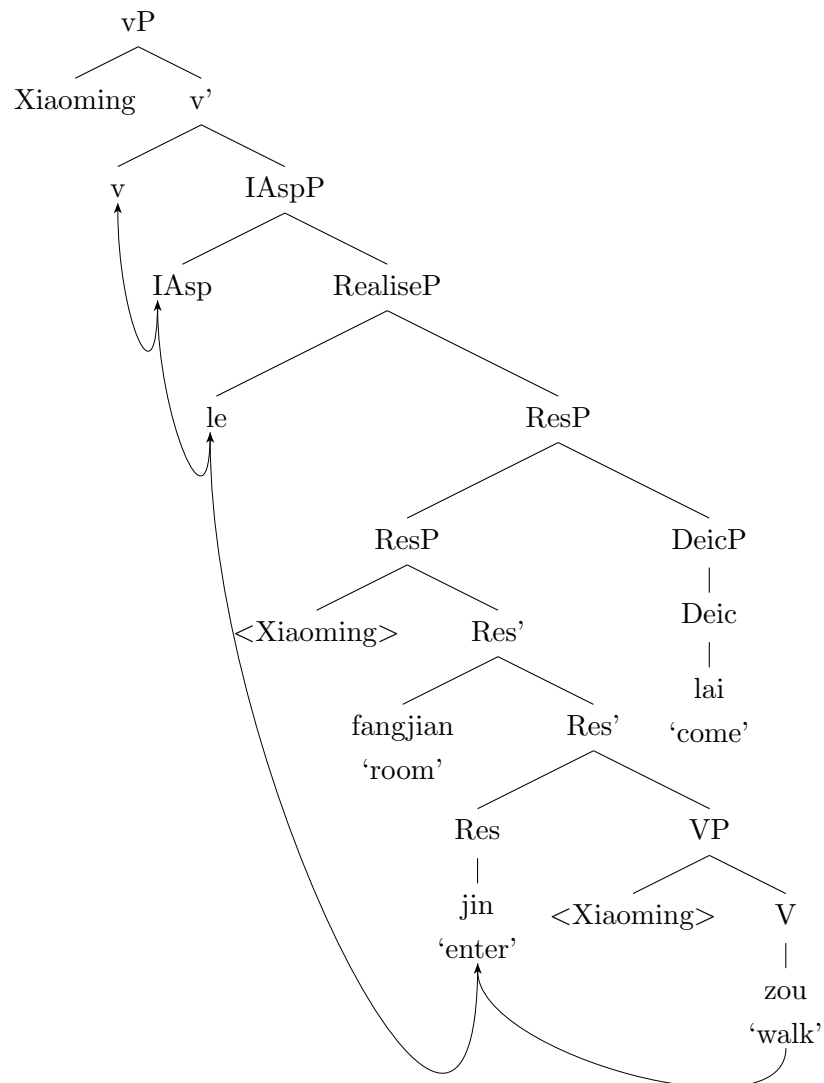 vP
Xiaoming v’
v IAspP
IAsp RealiseP
le ResP
ResP DeicP
<Xiaoming> Res’ Deic
fangjian Res’ lai
‘room’ ‘come’
Res VP
jin <Xiaoming> V
‘enter’
zou
‘walk’